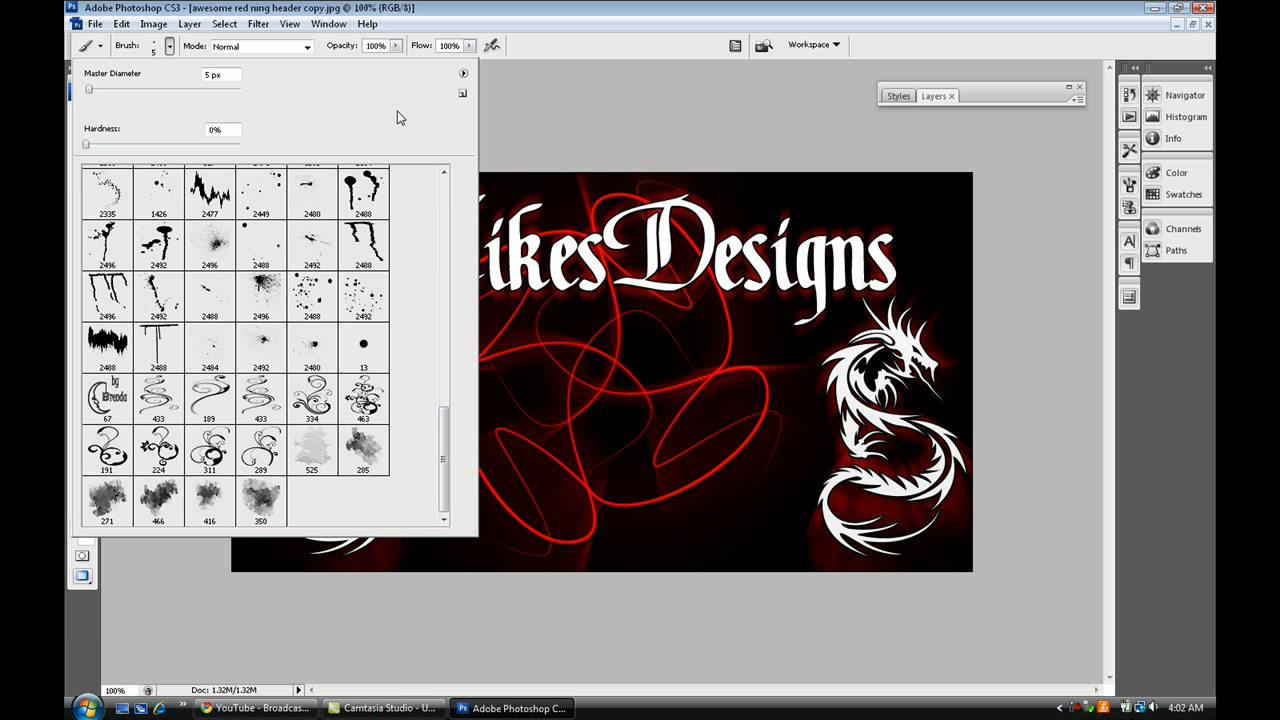 Adobe Photoshop CS3 - [awesome red ning header copy.jpg @ 100% (RGB/8)]
File Edit Image Layer Select Filter View Window Help
Brush: 5 Mode: Normal Opacity: 100% Flow: 100% Workspace
Master Diameter 5 px
Hardness: 0%
2335 1426 2477 2449 2480 2488
2496 2492 2496 2488 2492 2488
2496 2492 2488 2496 2488 2492
2488 2488 2484 2492 2480 13
by
Brenda
67 433 189 433 334 463
191 224 311 289 525 285
271 466 416 350
ikesDesigns
Styles Layers
Navigator
Histogram
Info
Color
Swatches
Channels
Paths
100% Doc: 1.32M/1.32M
YouTube - Broadcas... Camtasia Studio - U... Adobe Photoshop C... 4:02 AM